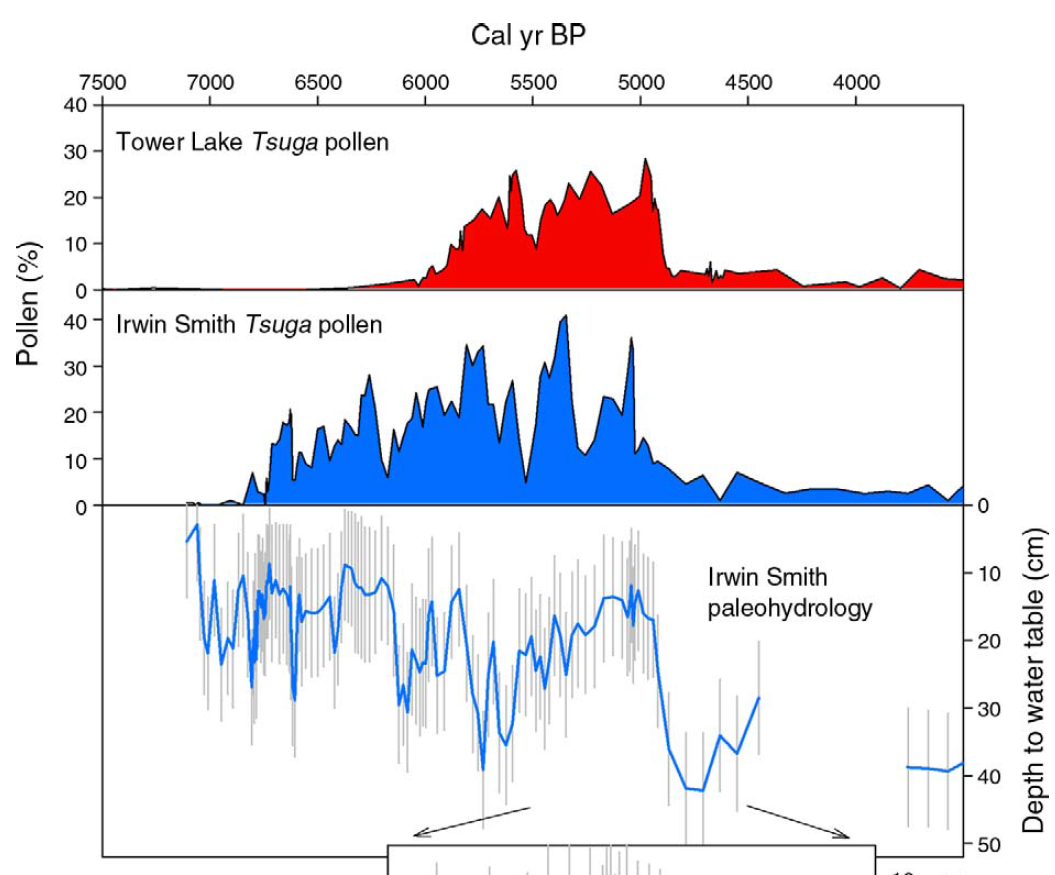 Cal yr BP
7500 7000 6500 6000 5500 5000 4500 4000
40
30
20
10
0
Tower Lake Tsuga pollen
Pollen (%)
40
30
20
10
0
Irwin Smith Tsuga pollen
0
10
20
30
40
50
Irwin Smith
paleohydrology
Depth to water table (cm)